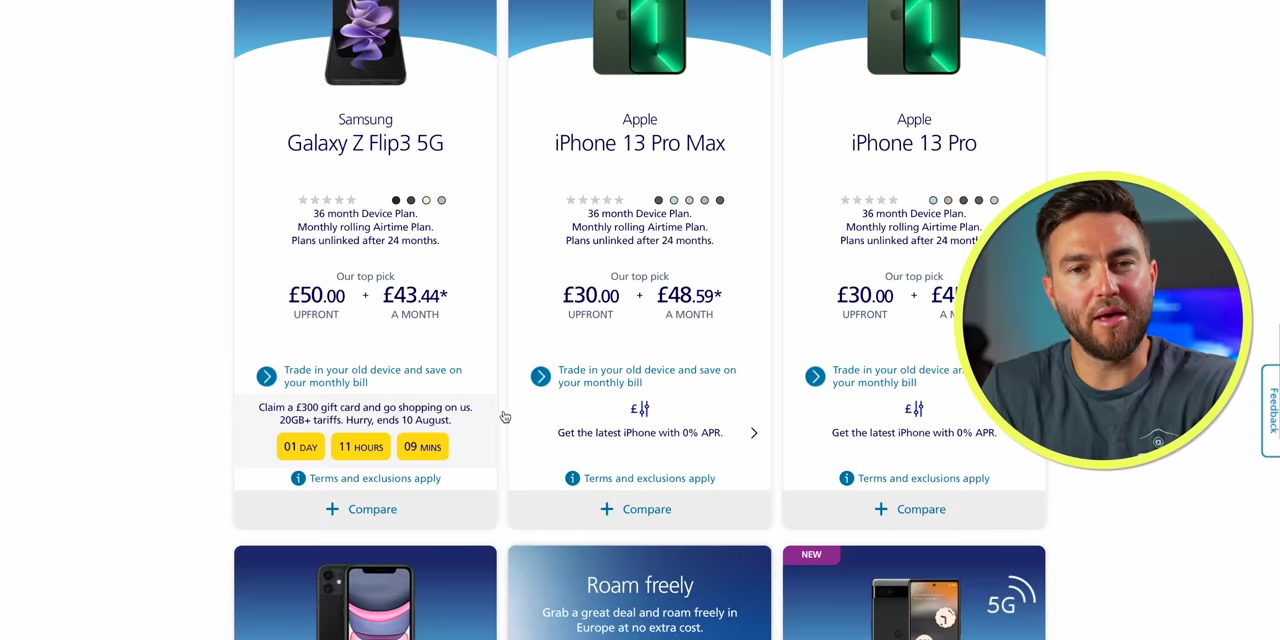 Samsung
Galaxy Z Flip3 5G
36 month Device Plan.
Monthly rolling Airtime Plan.
Plans unlinked after 24 months.
Our top pick
£50.00 + £43.44*
UPFRONT A MONTH
Trade in your old device and save on
your monthly bill
Claim a £300 gift card and go shopping on us.
20GB+ tariffs. Hurry, ends 10 August.
01 DAY 11 HOURS 09 MINS
Terms and exclusions apply
+ Compare
Apple
iPhone 13 Pro Max
36 month Device Plan.
Monthly rolling Airtime Plan.
Plans unlinked after 24 months.
Our top pick
£30.00 + £48.59*
UPFRONT A MONTH
Trade in your old device and save on
your monthly bill
£
Get the latest iPhone with 0% APR.
Terms and exclusions apply
+ Compare
Apple
iPhone 13 Pro
36 month Device Plan.
Monthly rolling Airtime Plan.
Plans unlinked after 24
Our top pick
£30.00 +
UPFRONT
Trade in your old device and
your monthly bill
£
Get the latest iPhone with 0% APR.
Terms and exclusions apply
+ Compare
Feedback
Roam freely
Grab a great deal and roam freely in
Europe at no extra cost.
NEW
5G